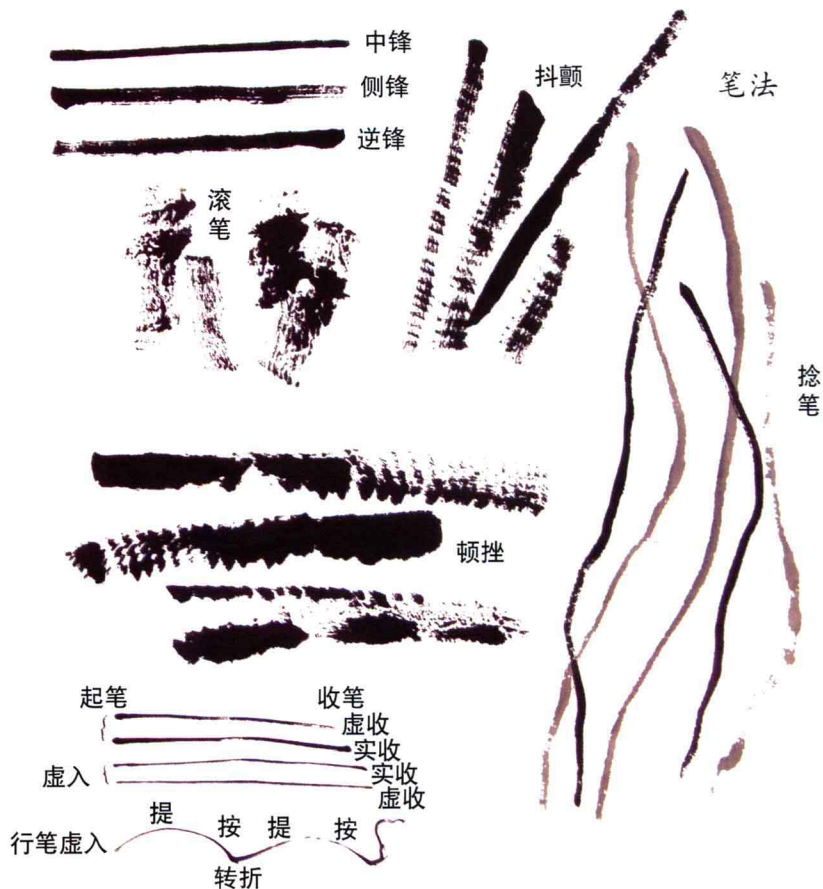 笔法
中锋
侧锋
逆锋
抖颤
滚
笔
捻
笔
顿挫
起笔
收笔
虚收
实收
虚入
实收
虚收
提
按
提
按
行笔虚入
转折